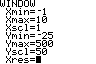 WINDOW
Xmin=-1
Xmax=10
Xscl=1
Ymin=-25
Ymax=500
Yscl=50
Xres=